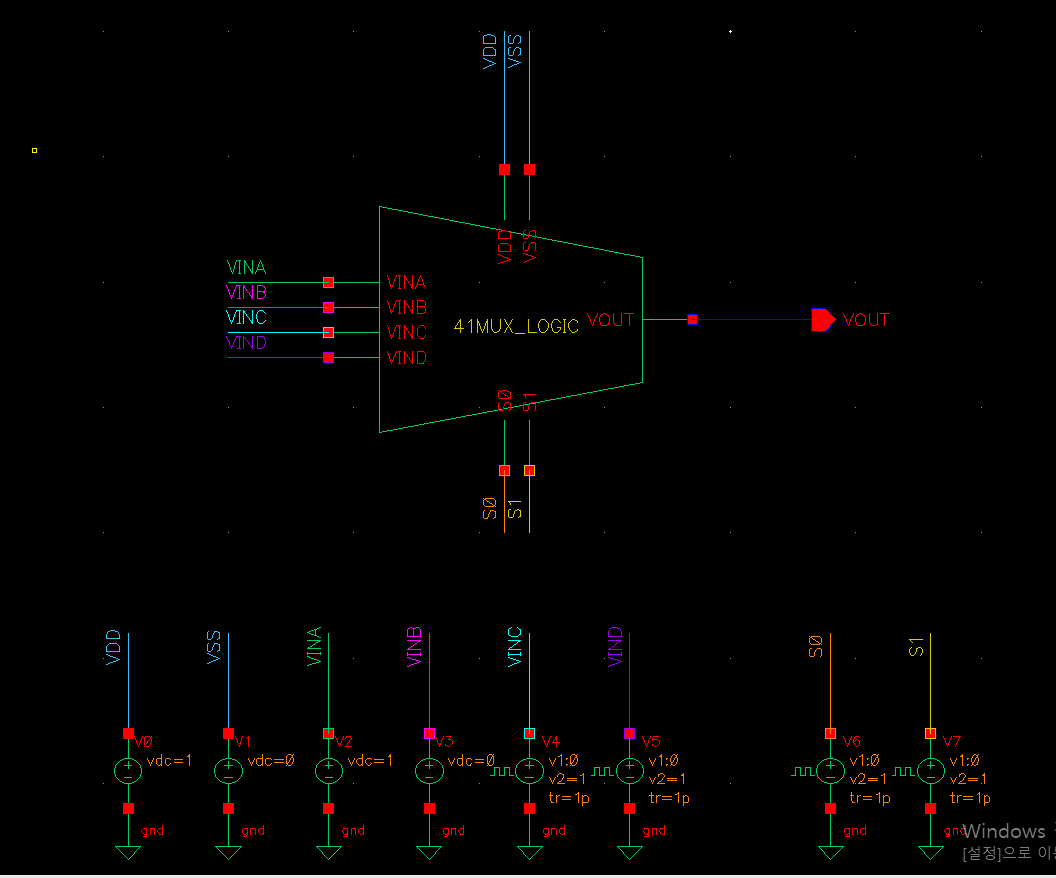 VDD
VSS
VDD
VSS
VINA
VINB
VINC
VIND
VINA
VINB
VINC
VIND
41MUX_LOGIC
VOUT
VOUT
S0
S1
S0
S1
VDD
VSS
VINA
VINB
VINC
VIND
S0
S1
V0
vdc=1
gnd
V1
vdc=0
gnd
V2
vdc=1
gnd
V3
vdc=0
gnd
V4
v1:0
v2=1
tr=1p
gnd
V5
v1:0
v2=1
tr=1p
gnd
V6
v1:0
v2=1
tr=1p
gnd
V7
v1:0
v2=1
tr=1p
gnd
Windows
[설정]으로